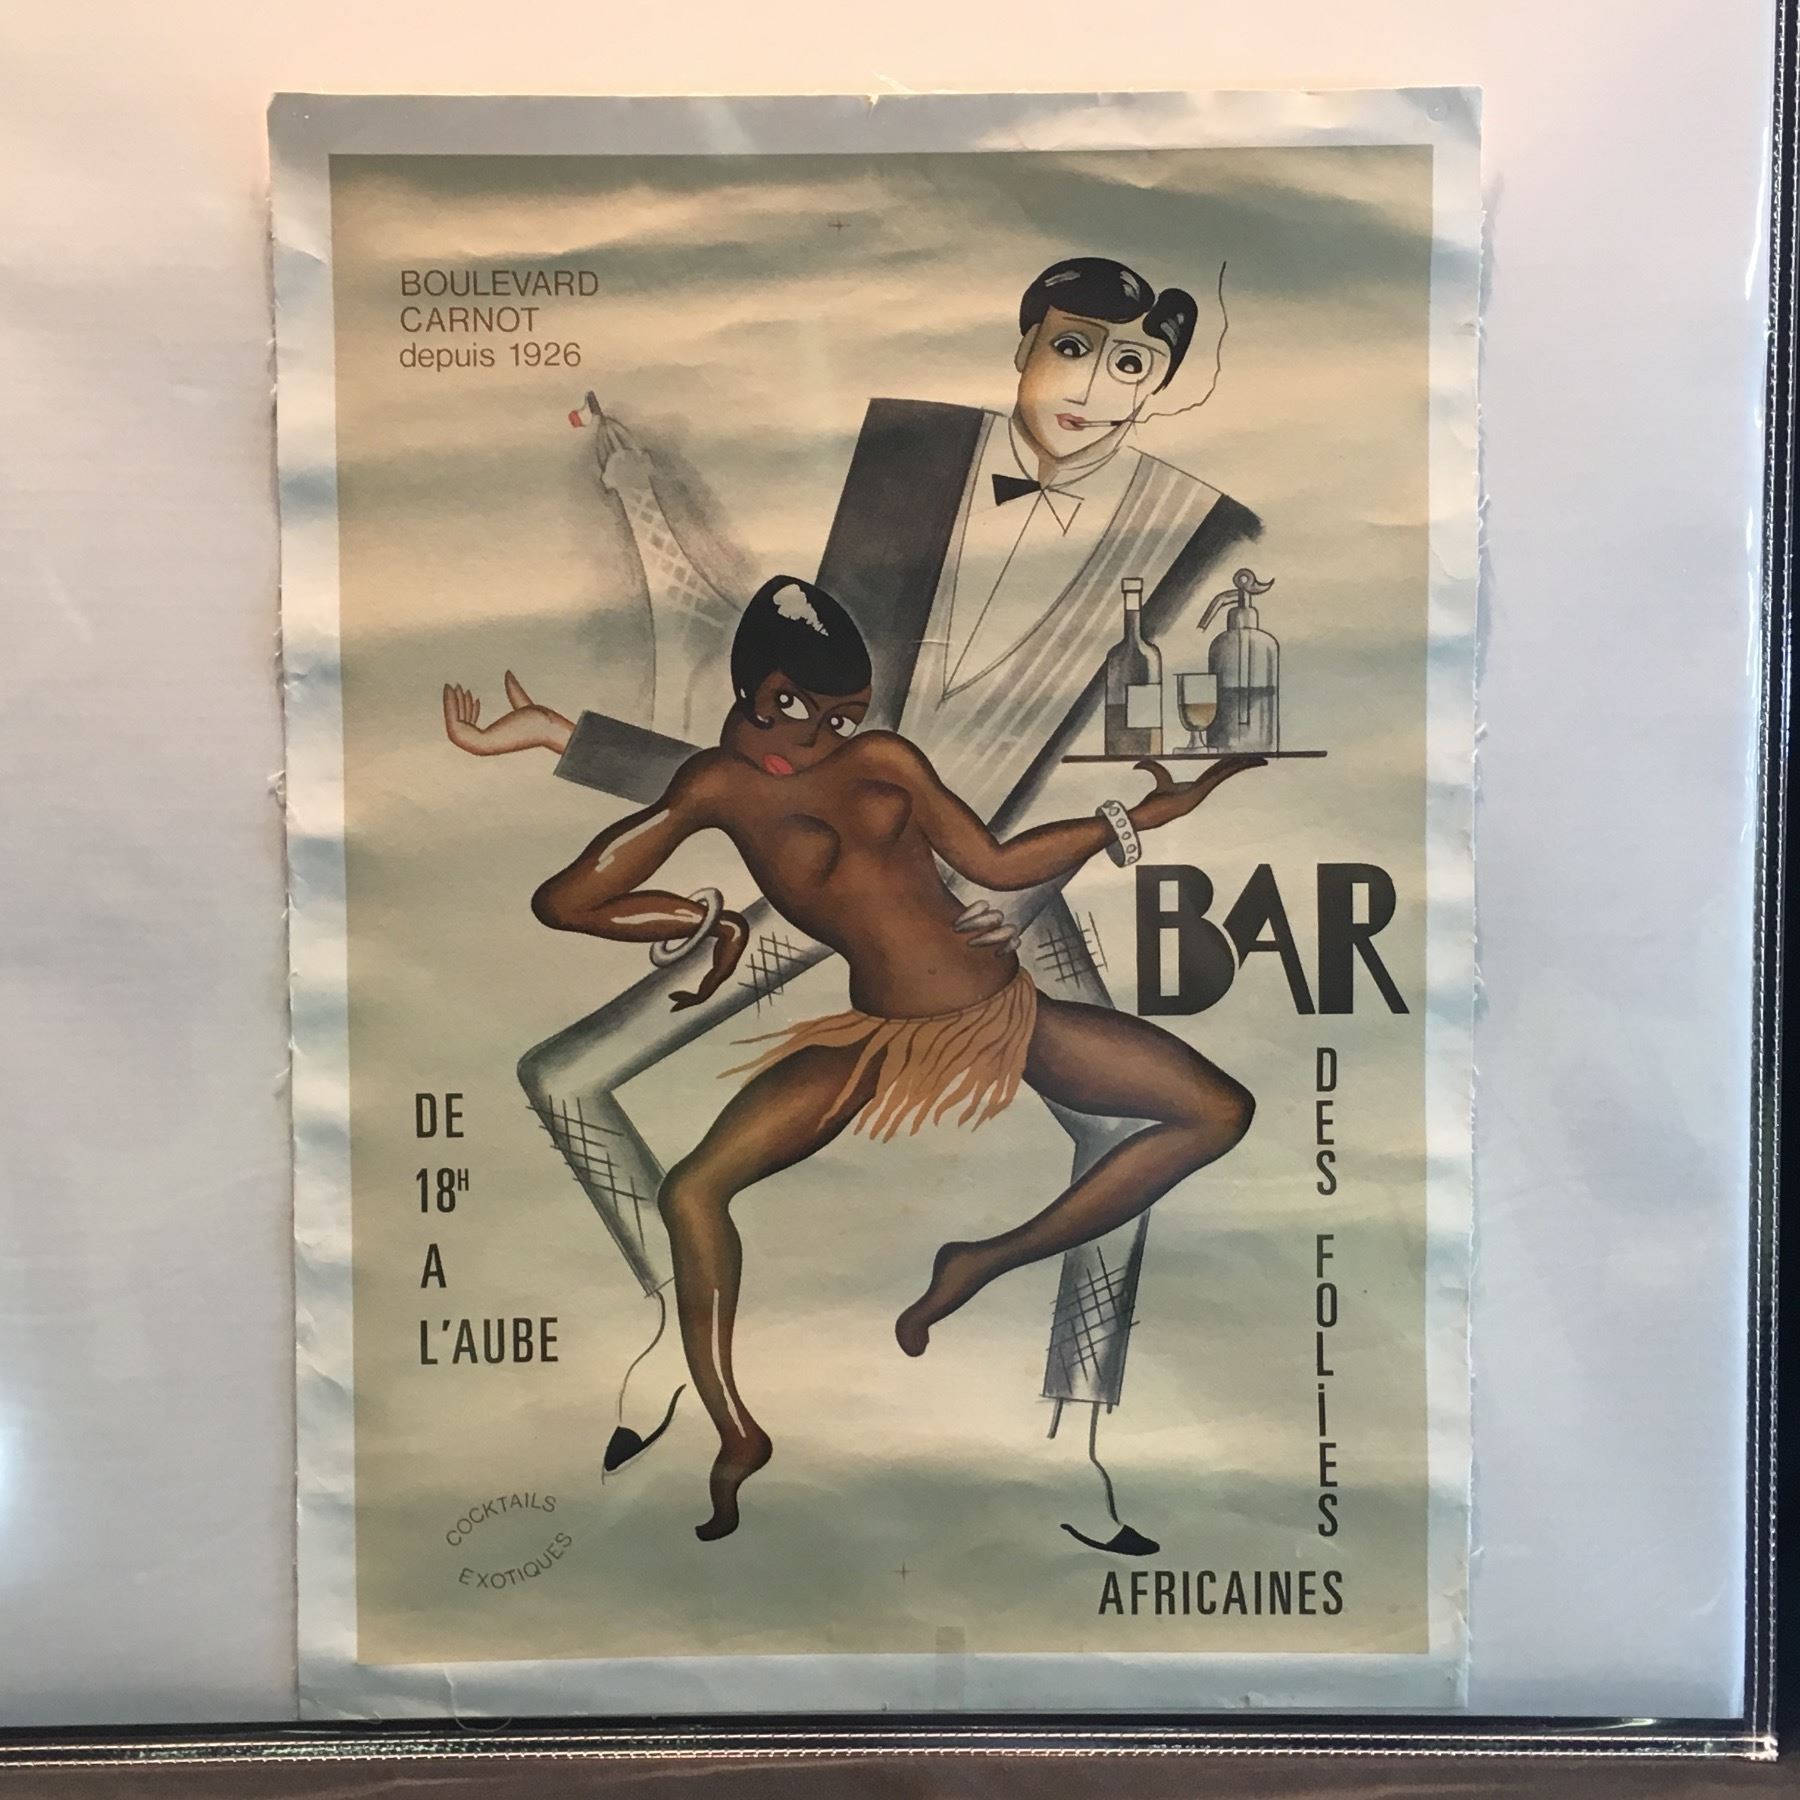 BOULEVARD
CARNOT
depuis 1926
BAR
DES FOLiES
AFRICAINES
DE
18H
A
L'AUBE
COCKTAILS
EXOTIQUES